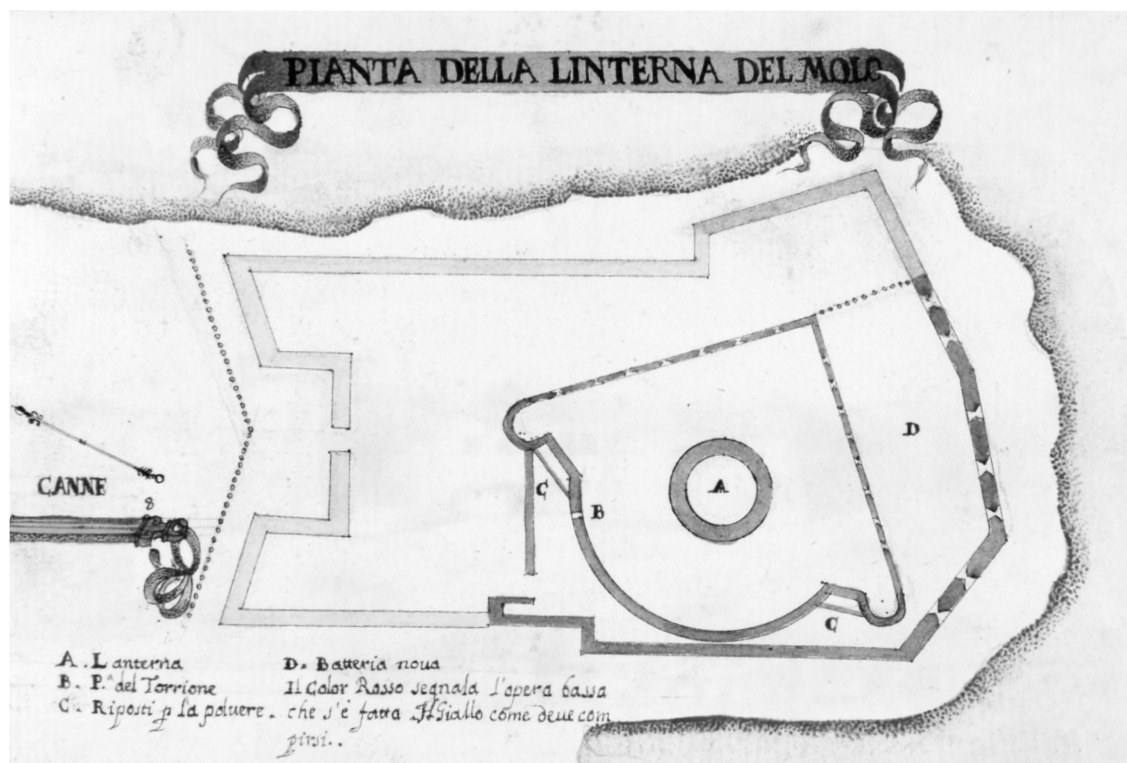 PIANTA DELLA LINTERNA DEL MOLO
D
A
C
B
CANNE
8
C
A. Lanterna
B. P.ª del Torrione
C. Riposti p la poluere.
D. Batteria noua
Il Color Rosso segnala l'opera bassa
che s'è fatta. Il Giallo come deue com
pirsi..